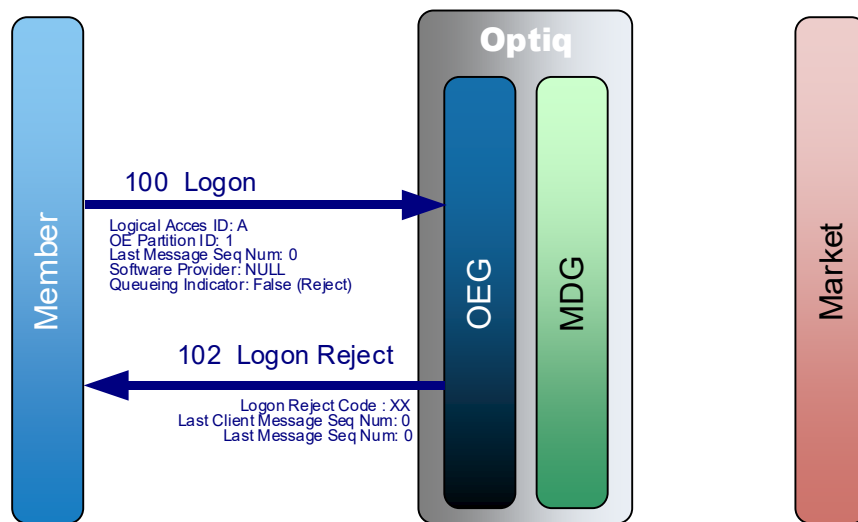 Optiq
Member
100 Logon
Logical Acces ID: A
OE Partition ID: 1
Last Message Seq Num: 0
Software Provider: NULL
Queueing Indicator: False (Reject)
OEG
MDG
Market
102 Logon Reject
Logon Reject Code : XX
Last Client Message Seq Num: 0
Last Message Seq Num: 0